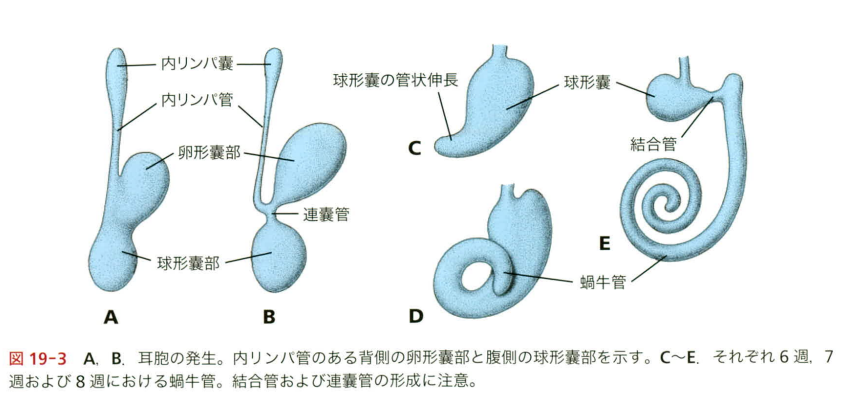 内リンパ嚢
内リンパ管
卵形嚢部
連嚢管
球形嚢部
A
B
球形嚢の管状伸長
球形嚢
C
結合管
E
蝸牛管
D
図 19-3 A,B.耳胞の発生。内リンパ管のある背側の卵形嚢部と腹側の球形嚢部を示す。C〜E.それぞれ6週,7
週および8週における蝸牛管。結合管および連嚢管の形成に注意。